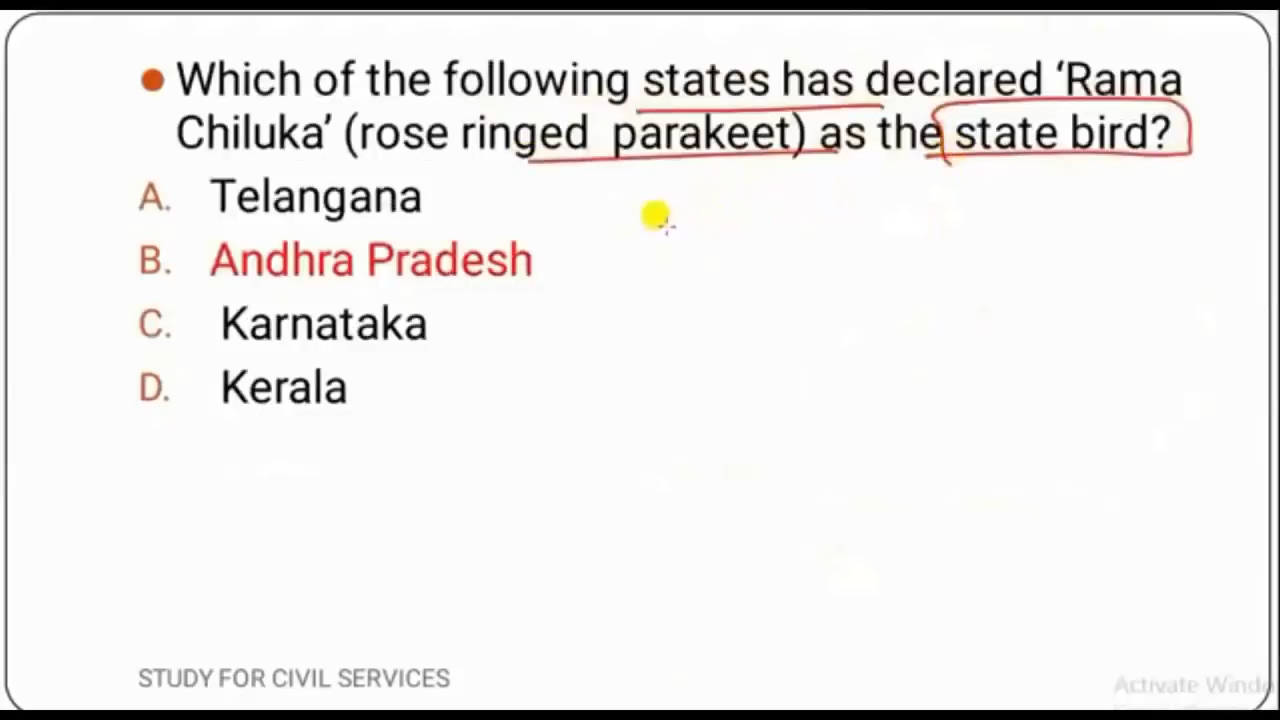 Which of the following states has declared ‘Rama
Chiluka’ (rose ringed parakeet) as the state bird?
A. Telangana
B. Andhra Pradesh
C. Karnataka
D. Kerala
STUDY FOR CIVIL SERVICES
Activate Windo